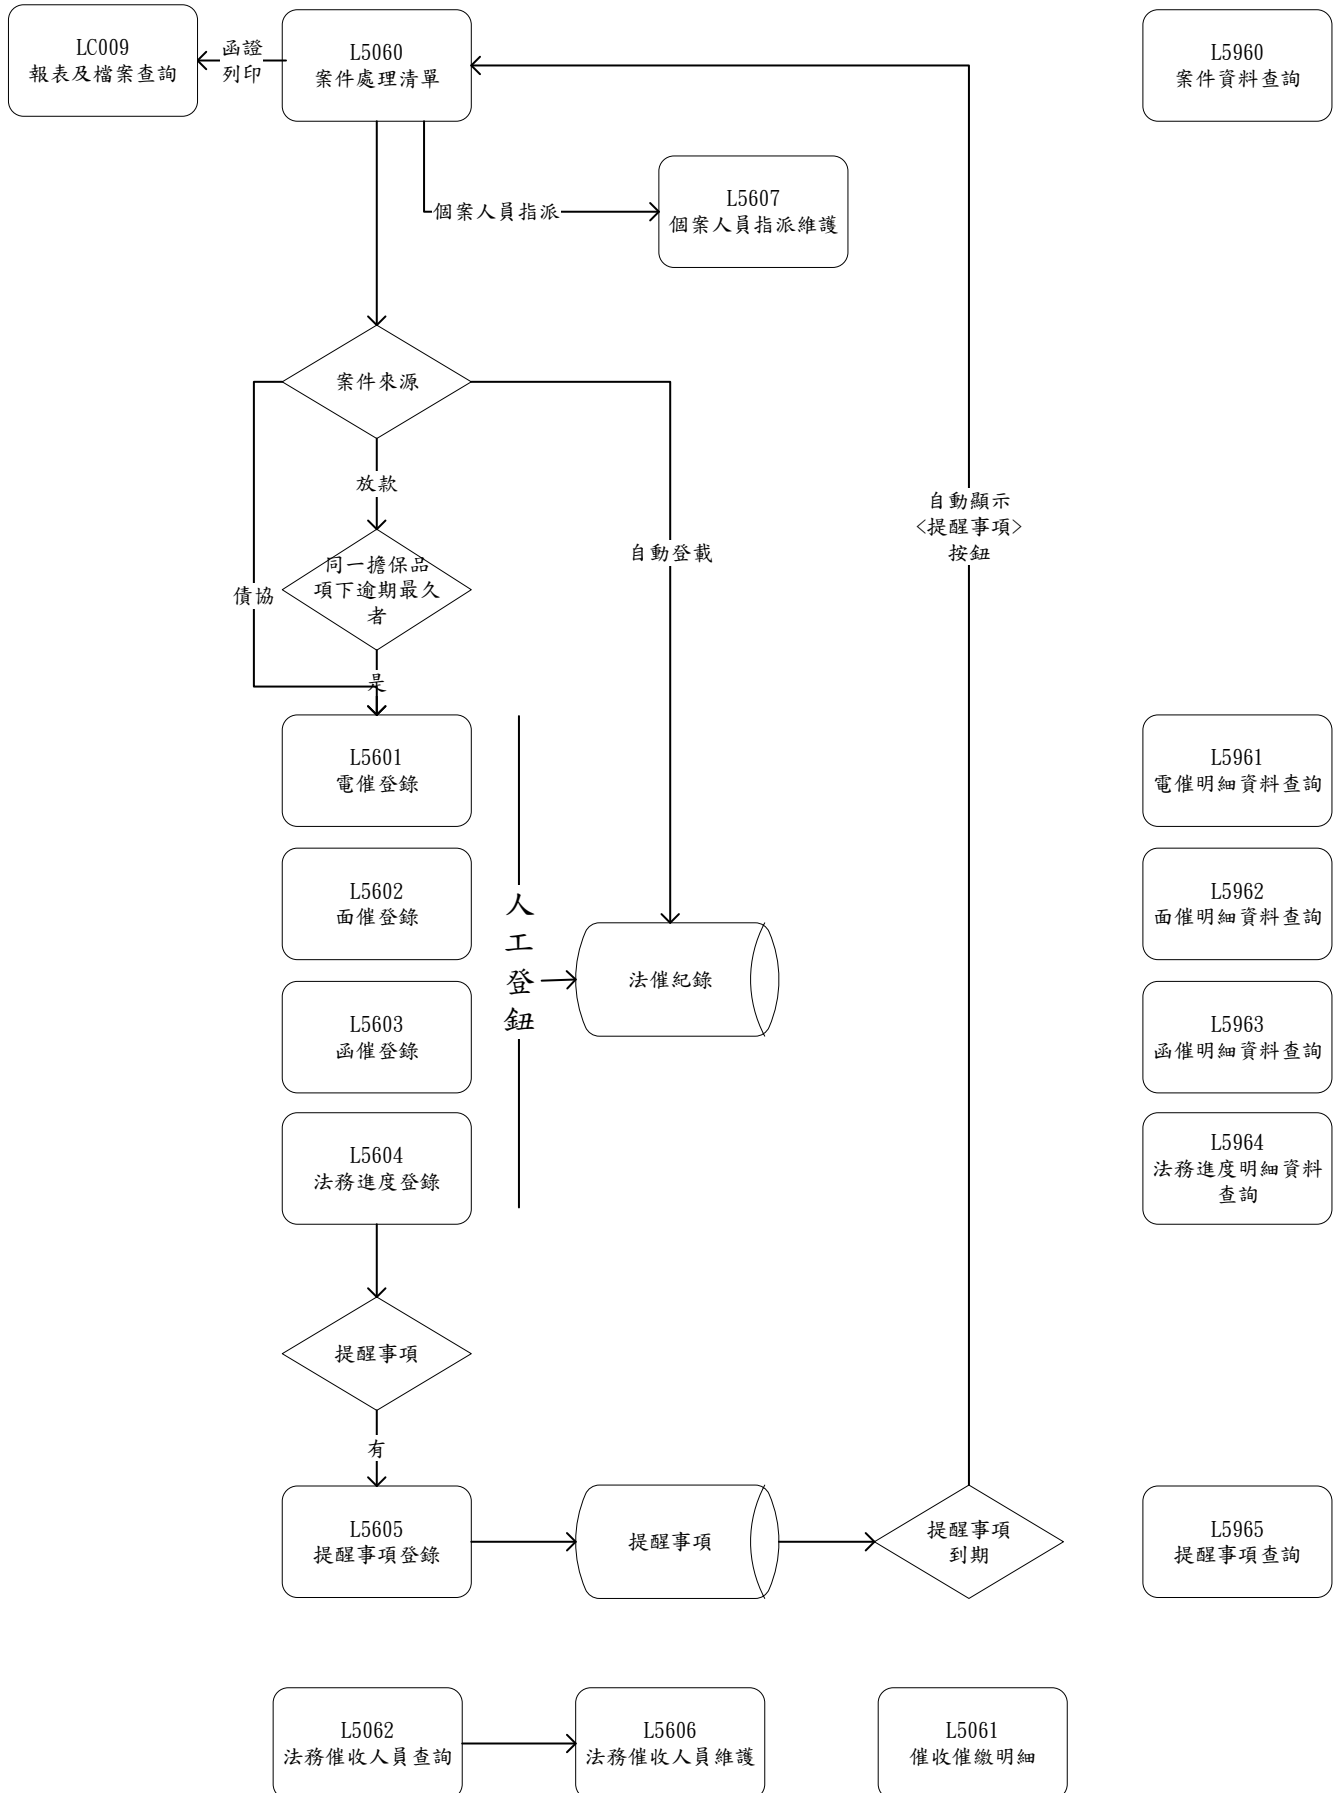 LC009
報表及檔案查詢
函證
列印
L5060
案件處理清單
L5960
案件資料查詢
L5607
個案人員指派維護
個案人員指派
案件來源
放款
自動顯示
<提醒事項>
按鈕
自動登載
同一擔保品
項下逾期最久
者
債協
是
L5601
電催登錄
L5961
電催明細資料查詢
L5602
面催登錄
L5962
面催明細資料查詢
人
工
登
鈕
法催紀錄
L5603
函催登錄
L5963
函催明細資料查詢
L5604
法務進度登錄
L5964
法務進度明細資料
查詢
提醒事項
有
L5605
提醒事項登錄
提醒事項
提醒事項
到期
L5965
提醒事項查詢
L5062
法務催收人員查詢
L5606
法務催收人員維護
L5061
催收催繳明細